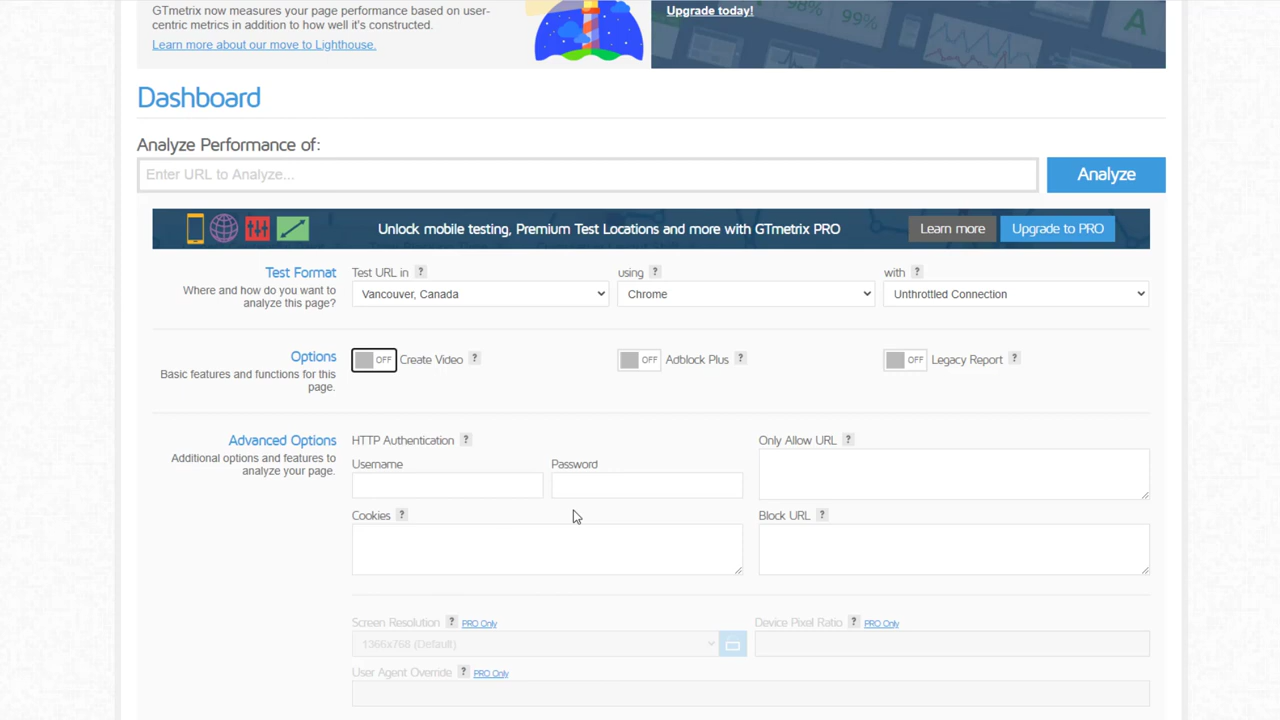 GTmetrix now measures your page performance based on user-
centric metrics in addition to how well it's constructed.
Learn more about our move to Lighthouse.
Upgrade today!
98%
99%
A
Dashboard
Analyze Performance of:
Enter URL to Analyze...
Analyze
Unlock mobile testing, Premium Test Locations and more with GTmetrix PRO
Learn more
Upgrade to PRO
Test Format
Where and how do you want to
analyze this page?
Test URL in ?
Vancouver, Canada
using ?
Chrome
with ?
Unthrottled Connection
Options
Basic features and functions for this
page.
OFF Create Video ?
OFF Adblock Plus ?
OFF Legacy Report ?
Advanced Options
Additional options and features to
analyze your page.
HTTP Authentication ?
Username
Password
Only Allow URL ?
Cookies ?
Block URL ?
Screen Resolution ? PRO Only
1366x768 (Default)
Device Pixel Ratio ? PRO Only
User Agent Override ? PRO Only